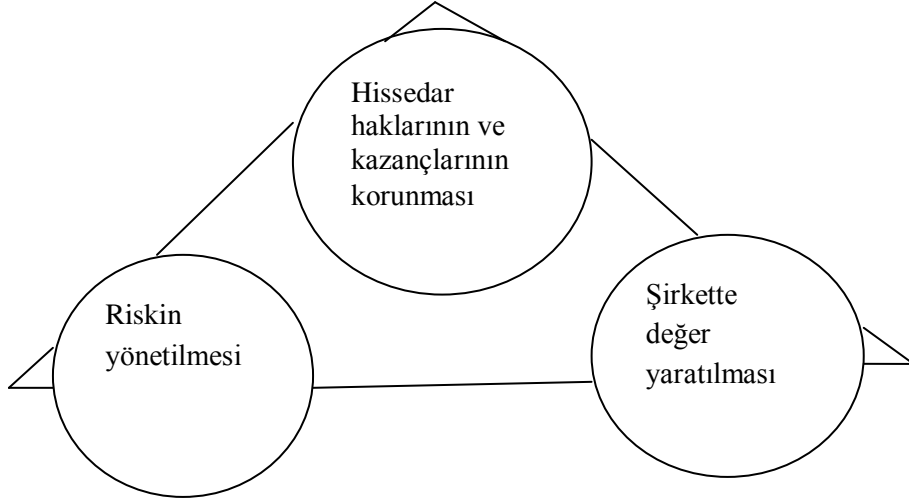 Hissedar
haklarının ve
kazançlarının
korunması
Riskin
yönetilmesi
Şirkette
değer
yaratılması